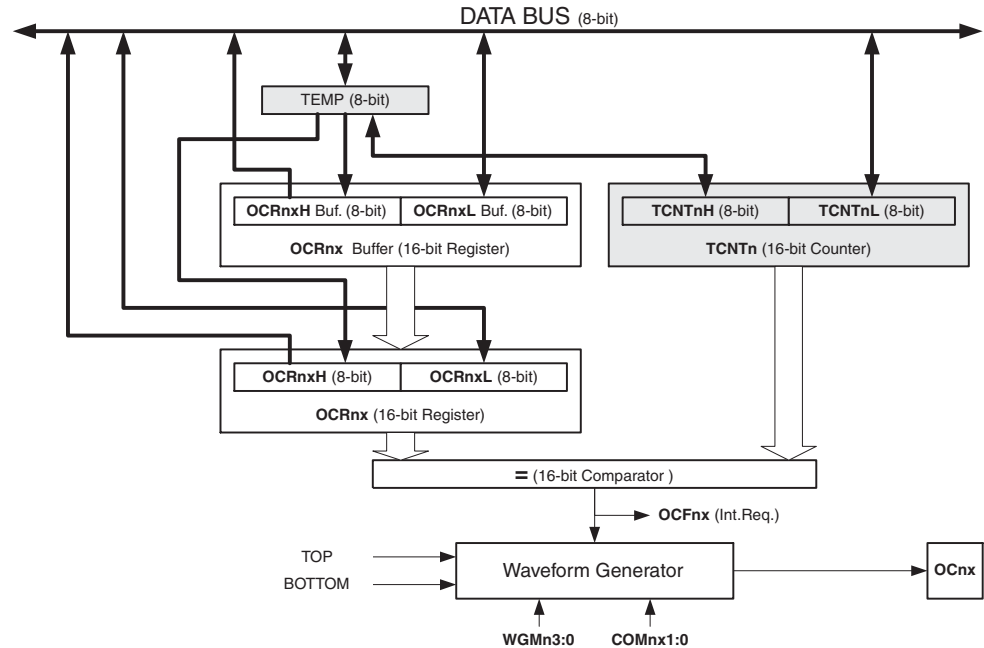 DATA BUS (8-bit)
TEMP (8-bit)
OCRnxH Buf. (8-bit) OCRnxL Buf. (8-bit)
OCRnx Buffer (16-bit Register)
TCNTnH (8-bit) TCNTnL (8-bit)
TCNTn (16-bit Counter)
OCRnxH (8-bit) OCRnxL (8-bit)
OCRnx (16-bit Register)
= (16-bit Comparator )
OCFnx (Int.Req.)
TOP
BOTTOM
Waveform Generator
OCnx
WGMn3:0 COMnx1:0